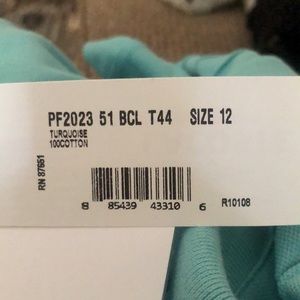 PF2023 51 BCL T44 SIZE 12
TURQUOISE
100COTTON
RN 87651
8 85439 43310 6
R10108